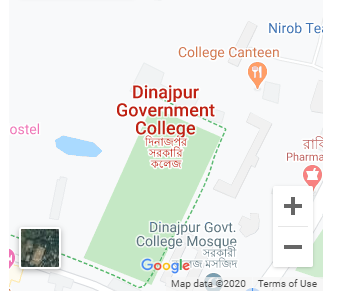 Nirob Tea
College Canteen
Dinajpur
Government
College
দিনাজপুর
সরকারি
কলেজ
ostel
রাবি
Pharma
Dinajpur Govt.
College Mosque
সরকারি
জ মসজিদ
+
−
Google
Map data ©2020 Terms of Use